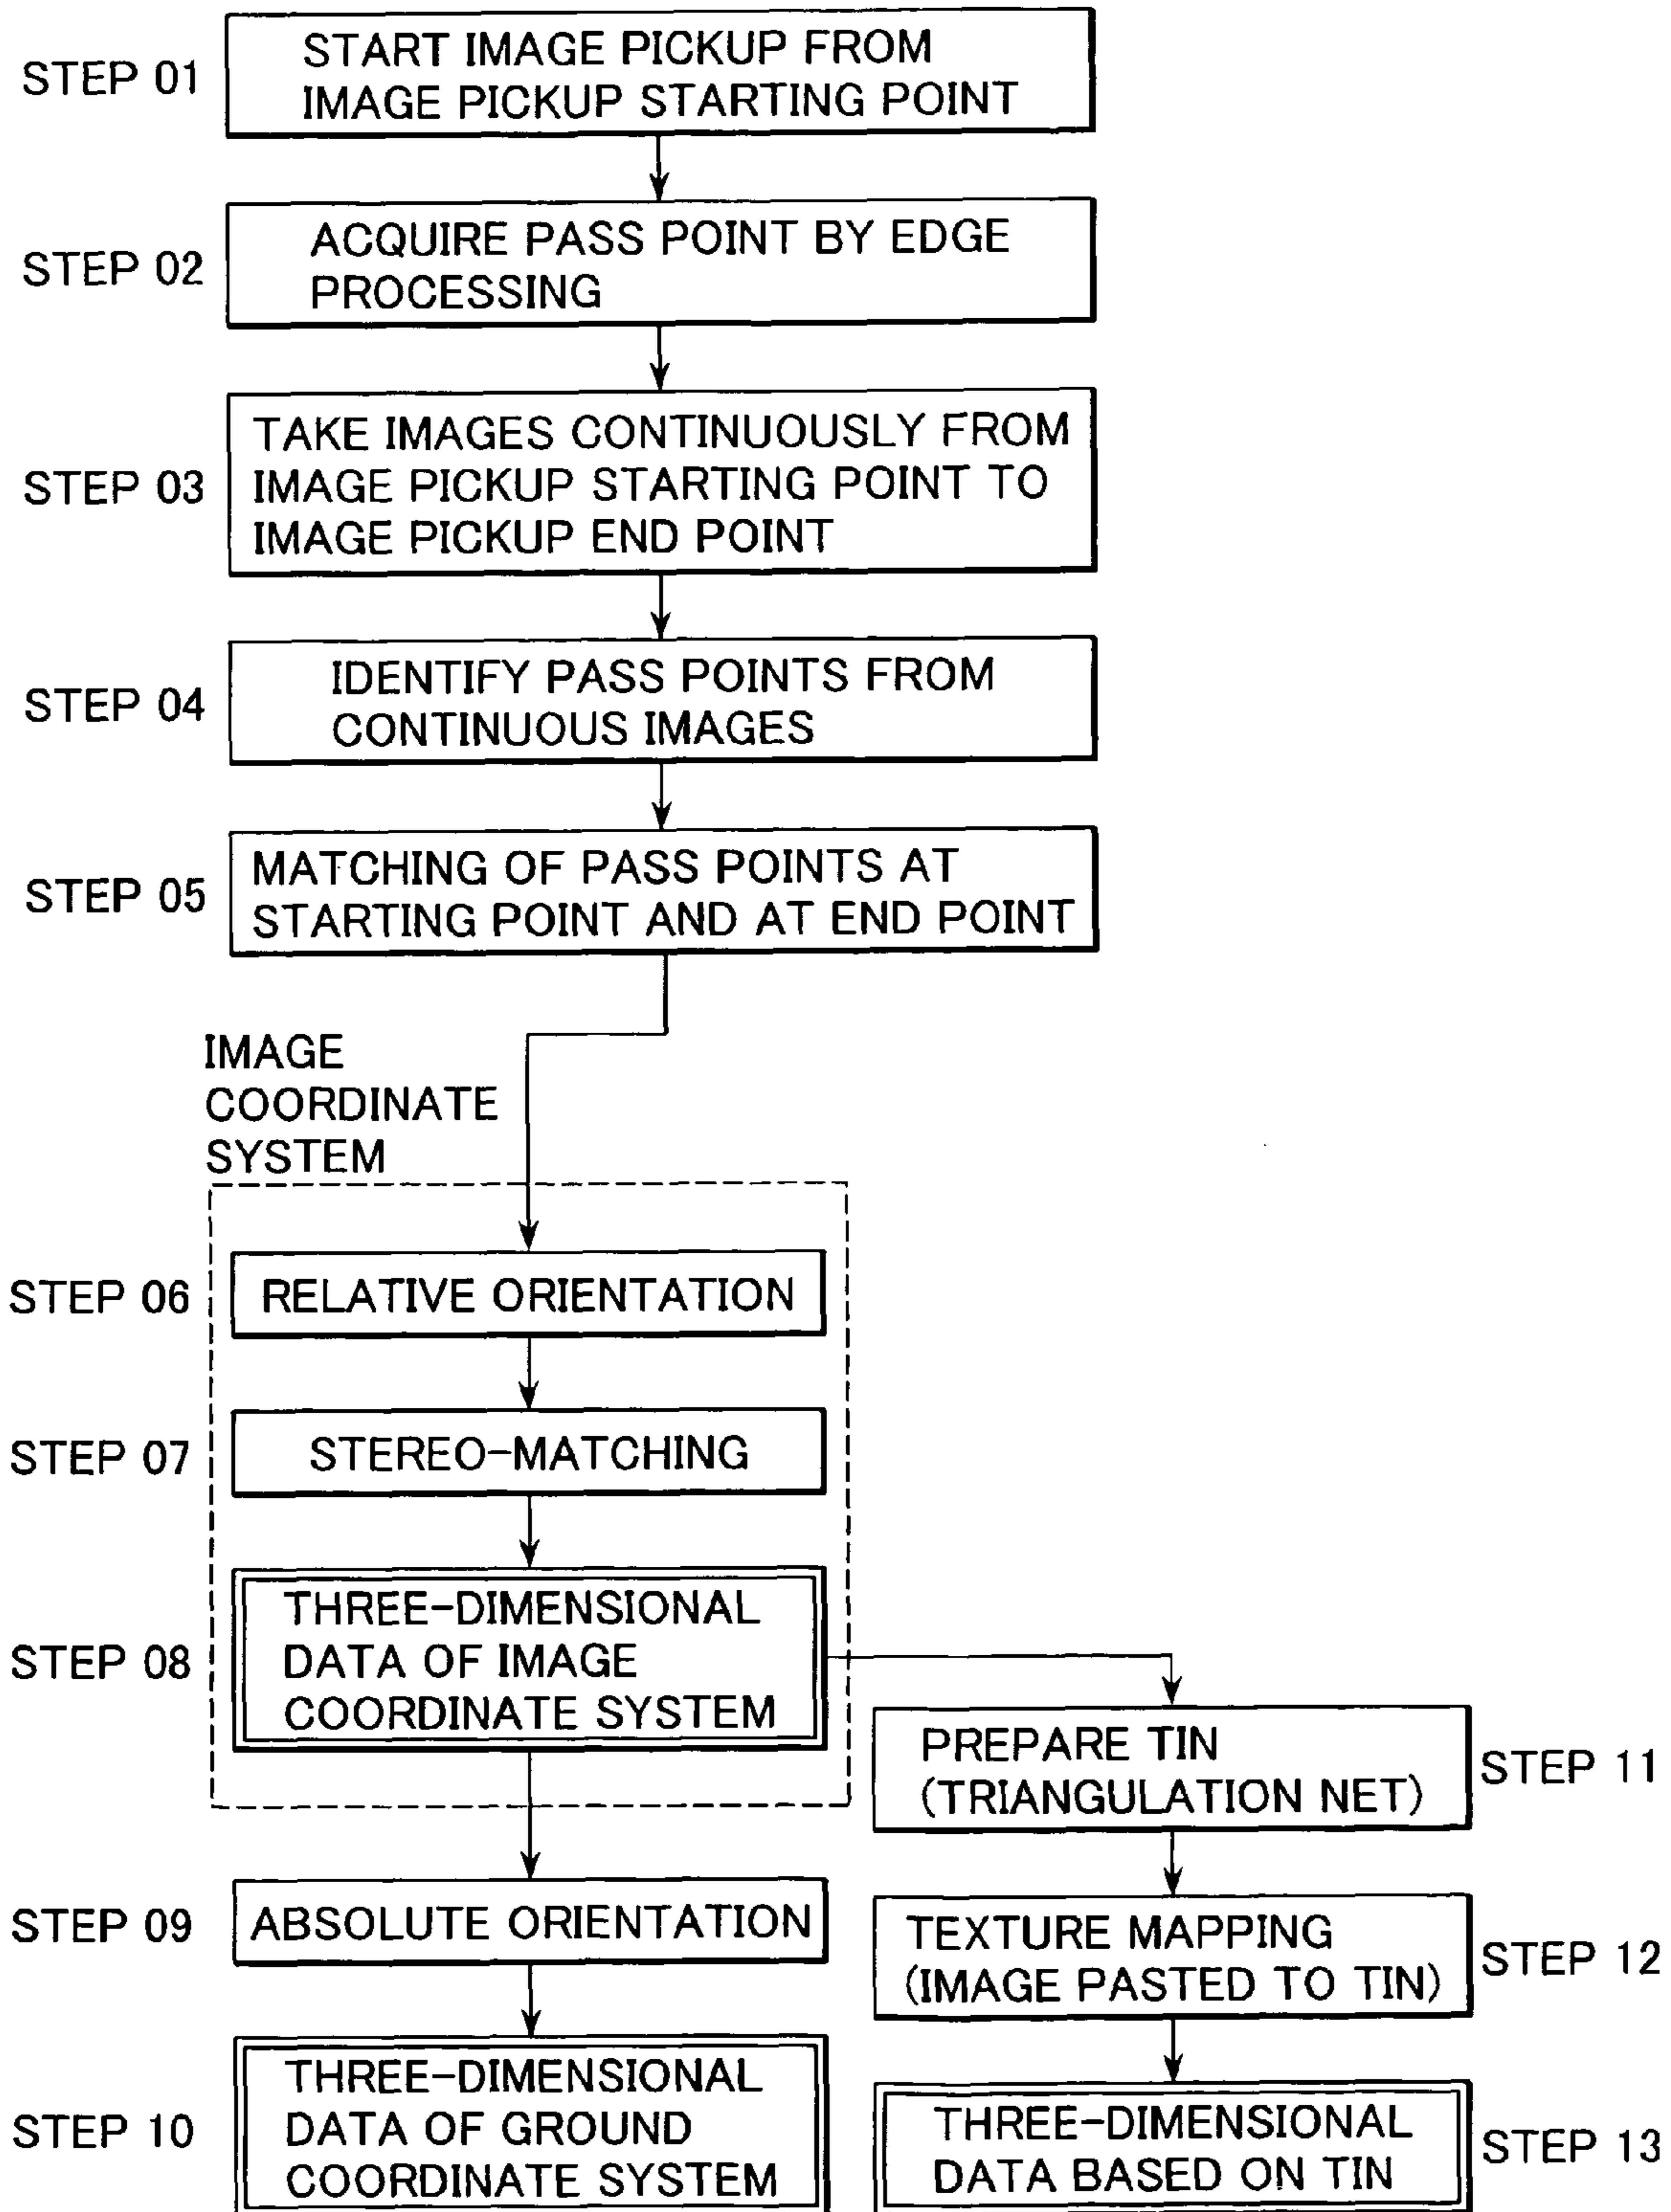 STEP 01
START IMAGE PICKUP FROM
IMAGE PICKUP STARTING POINT
STEP 02
ACQUIRE PASS POINT BY EDGE
PROCESSING
STEP 03
TAKE IMAGES CONTINUOUSLY FROM
IMAGE PICKUP STARTING POINT TO
IMAGE PICKUP END POINT
STEP 04
IDENTIFY PASS POINTS FROM
CONTINUOUS IMAGES
STEP 05
MATCHING OF PASS POINTS AT
STARTING POINT AND AT END POINT
IMAGE
COORDINATE
SYSTEM
STEP 06
RELATIVE ORIENTATION
STEP 07
STEREO-MATCHING
STEP 08
THREE-DIMENSIONAL
DATA OF IMAGE
COORDINATE SYSTEM
PREPARE TIN
(TRIANGULATION NET)
STEP 11
STEP 09
ABSOLUTE ORIENTATION
TEXTURE MAPPING
(IMAGE PASTED TO TIN)
STEP 12
STEP 10
THREE-DIMENSIONAL
DATA OF GROUND
COORDINATE SYSTEM
THREE-DIMENSIONAL
DATA BASED ON TIN
STEP 13